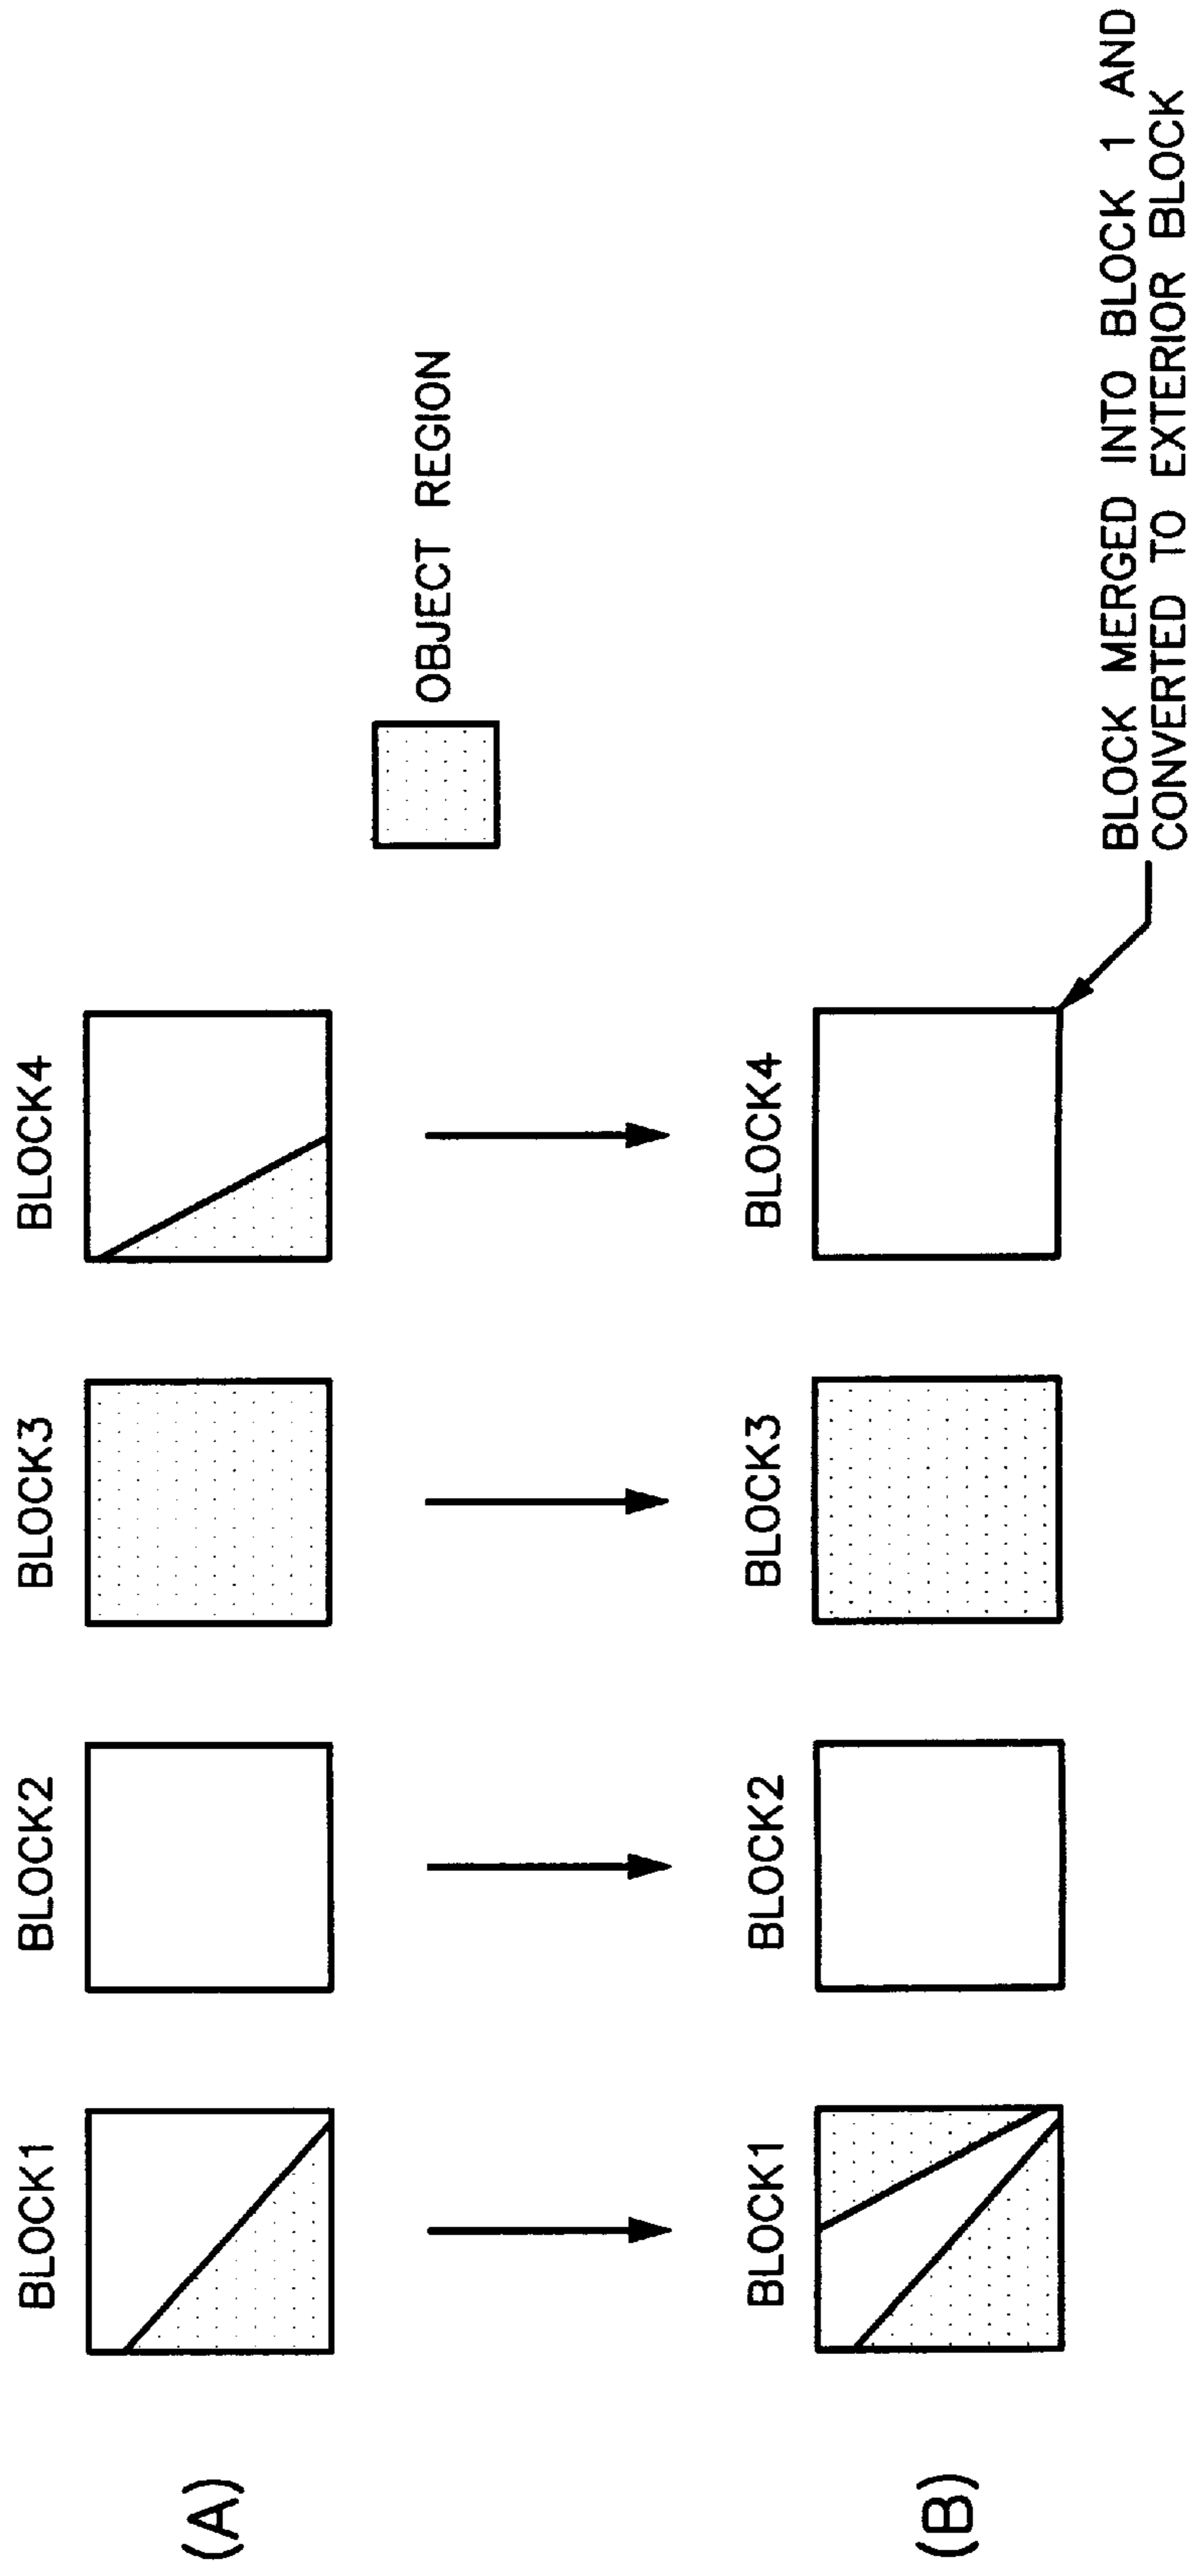 (A)
BLOCK1
BLOCK2
BLOCK3
BLOCK4
OBJECT REGION
(B)
BLOCK1
BLOCK2
BLOCK3
BLOCK4
BLOCK MERGED INTO BLOCK 1 AND
CONVERTED TO EXTERIOR BLOCK